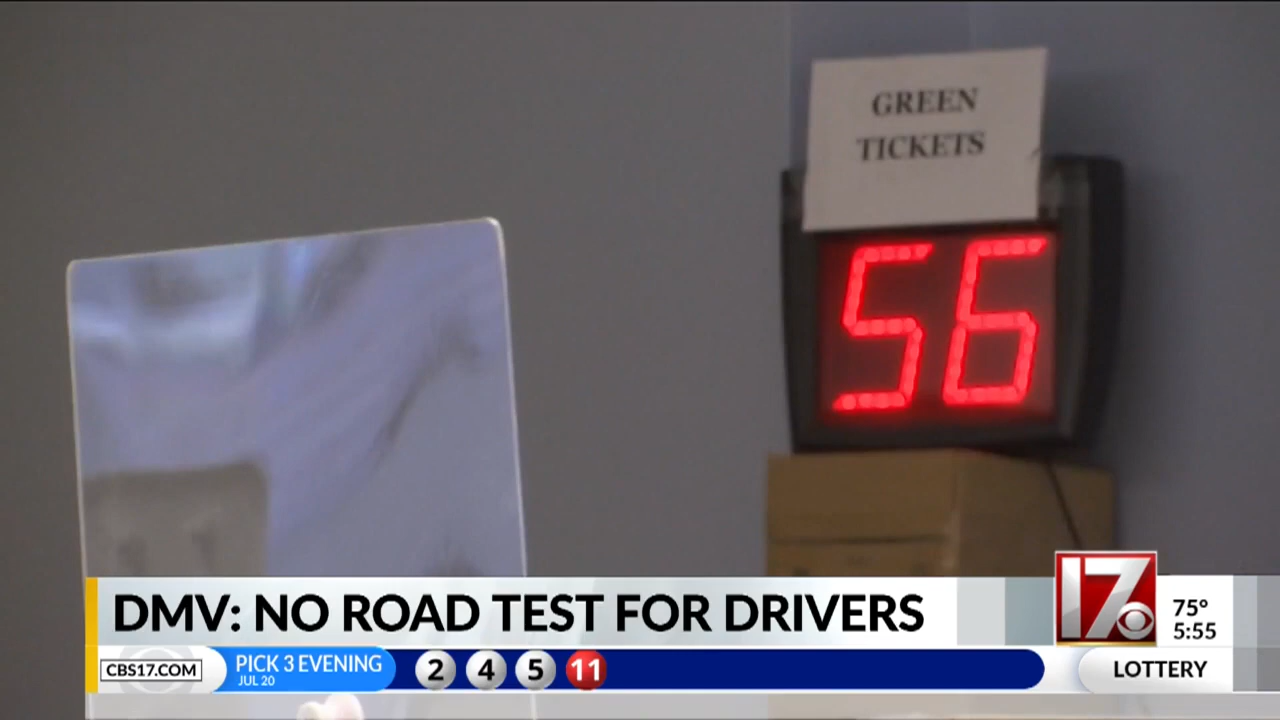 GREEN
TICKETS
56
DMV: NO ROAD TEST FOR DRIVERS
17
75°
5:55
CBS17.COM
PICK 3 EVENING
JUL 20
2 4 5 11
LOTTERY